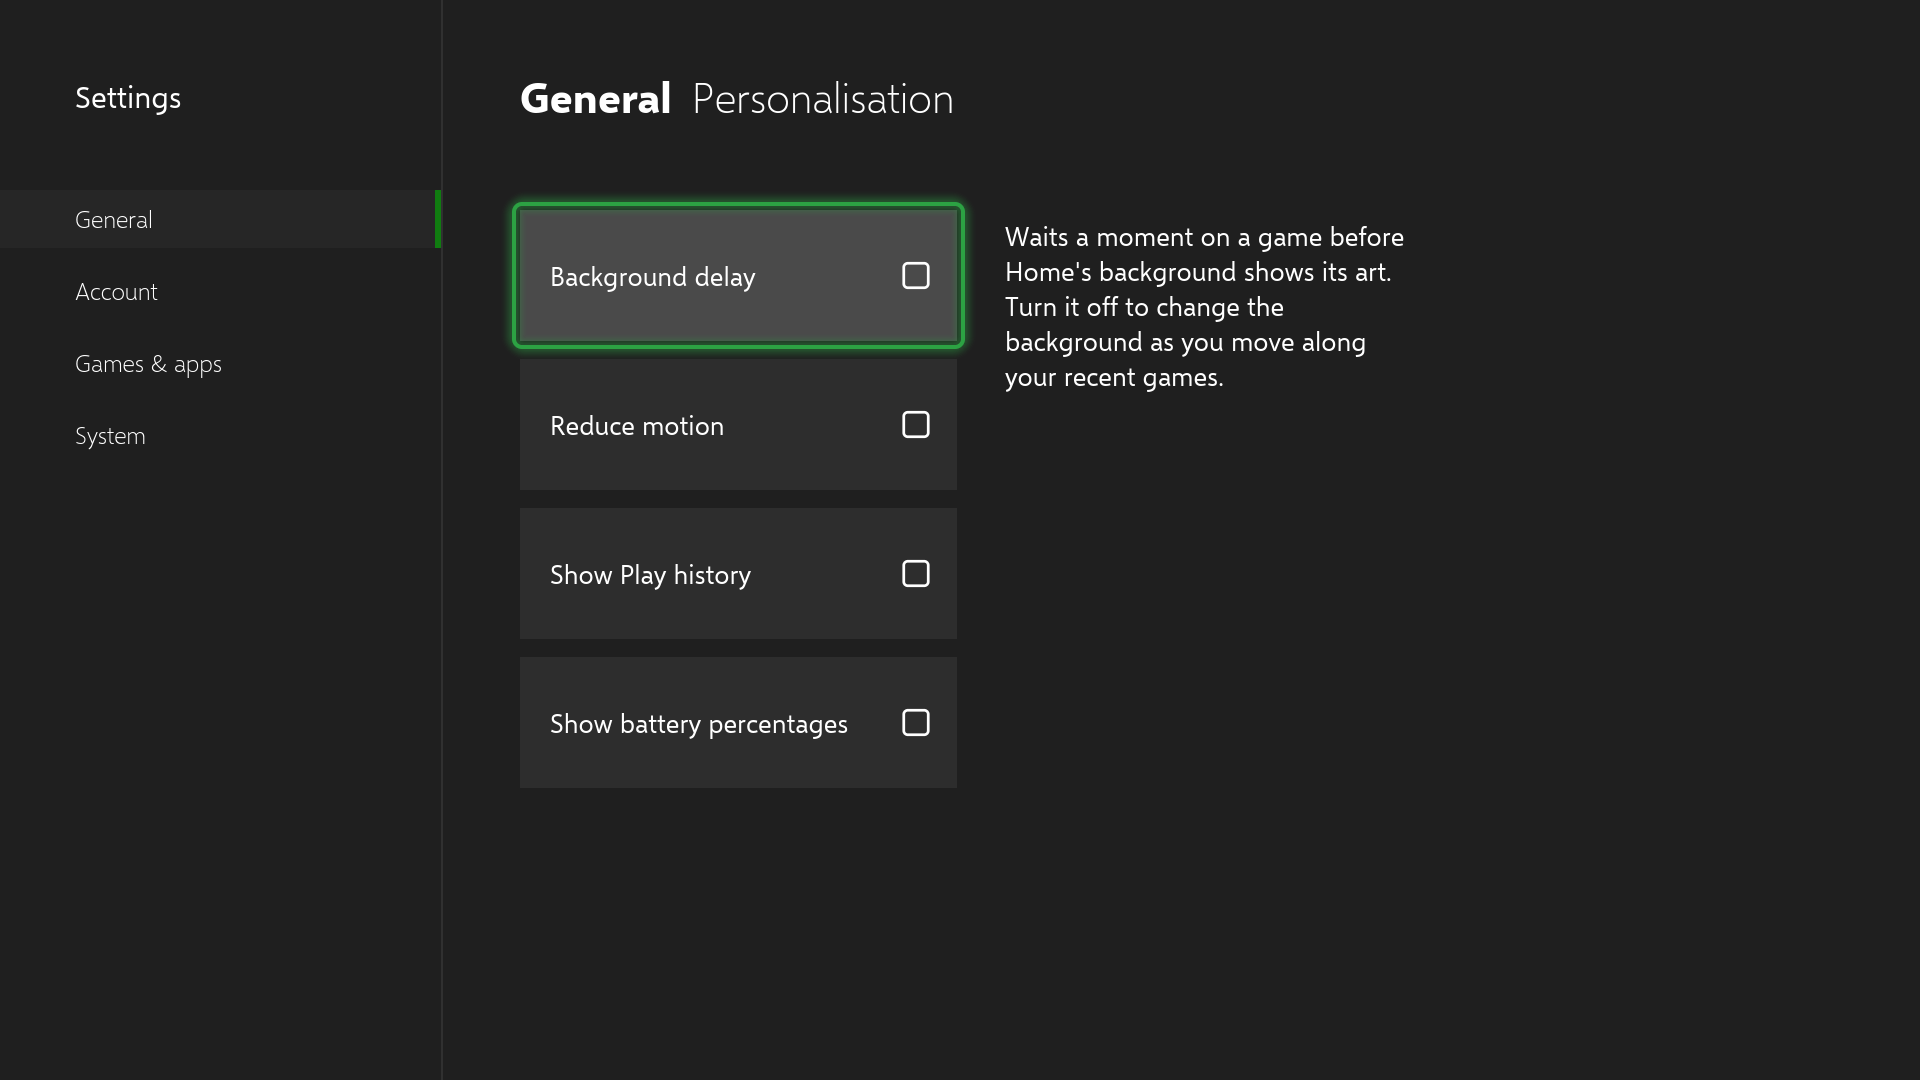 Settings
General
Account
Games & apps
System
General Personalisation
Background delay
Reduce motion
Show Play history
Show battery percentages
Waits a moment on a game before
Home's background shows its art.
Turn it off to change the
background as you move along
your recent games.